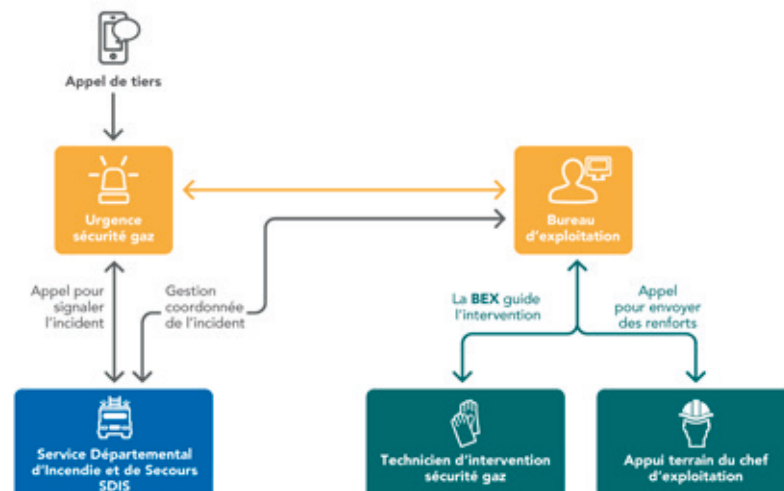 Appel de tiers
Urgence
sécurité gaz
Bureau
d'exploitation
Appel pour
signaler
l'incident
Gestion
coordonnée
de l'incident
La BEX guide
l'intervention
Appel
pour envoyer
des renforts
Service Départemental
d'Incendie et de Secours
SDIS
Technicien d'intervention
sécurité gaz
Appui terrain du chef
d'exploitation